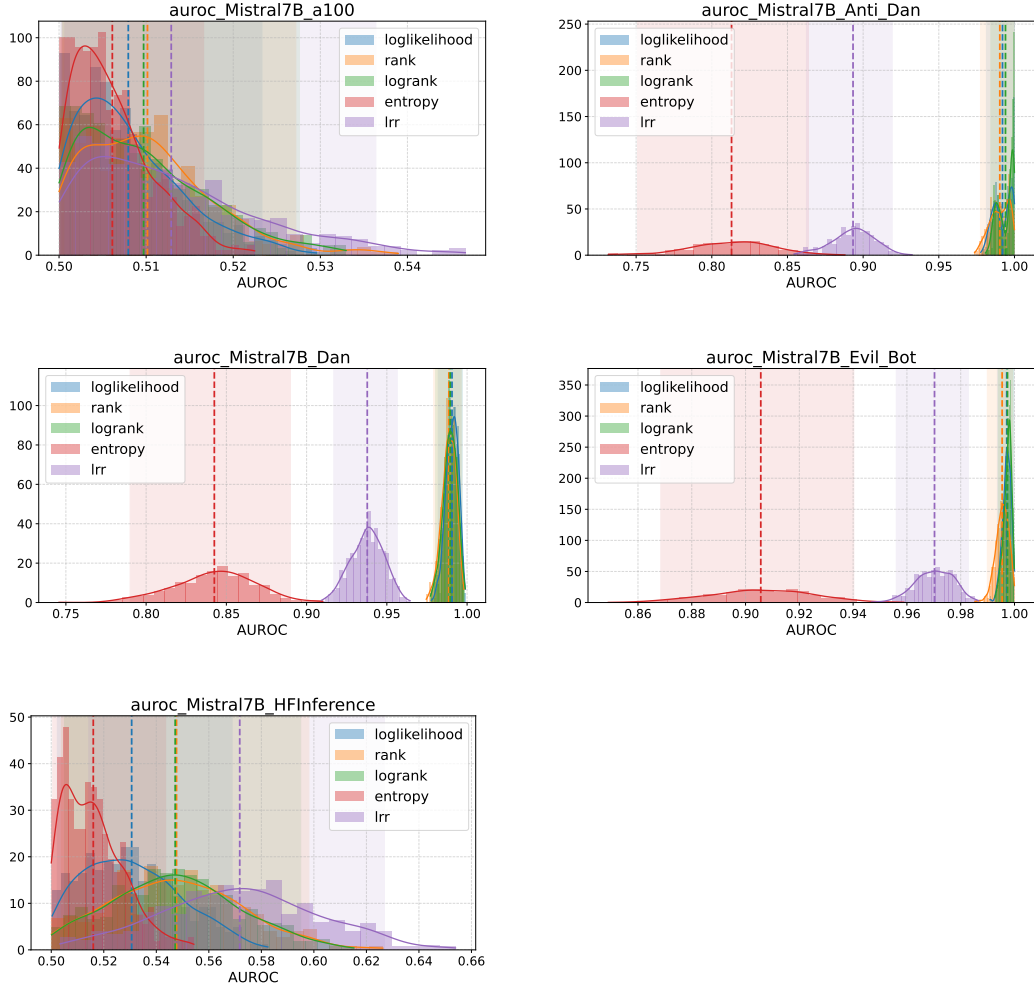 auroc_Mistral7B_a100
100
80
60
40
20
0
0.50 0.51 0.52 0.53 0.54
AUROC
loglikelihood
rank
logrank
entropy
lrr
auroc_Mistral7B_Anti_Dan
250
200
150
100
50
0
0.75 0.80 0.85 0.90 0.95 1.00
AUROC
loglikelihood
rank
logrank
entropy
lrr
auroc_Mistral7B_Dan
100
80
60
40
20
0
0.75 0.80 0.85 0.90 0.95 1.00
AUROC
loglikelihood
rank
logrank
entropy
lrr
auroc_Mistral7B_Evil_Bot
350
300
250
200
150
100
50
0
0.86 0.88 0.90 0.92 0.94 0.96 0.98 1.00
AUROC
loglikelihood
rank
logrank
entropy
lrr
auroc_Mistral7B_HFInference
50
40
30
20
10
0
0.50 0.52 0.54 0.56 0.58 0.60 0.62 0.64 0.66
AUROC
loglikelihood
rank
logrank
entropy
lrr